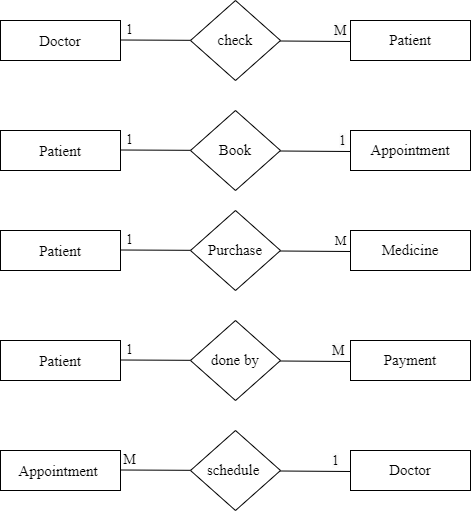 Doctor 1 check M Patient
Patient 1 Book 1 Appointment
Patient 1 Purchase M Medicine
Patient 1 done by M Payment
Appointment M schedule 1 Doctor